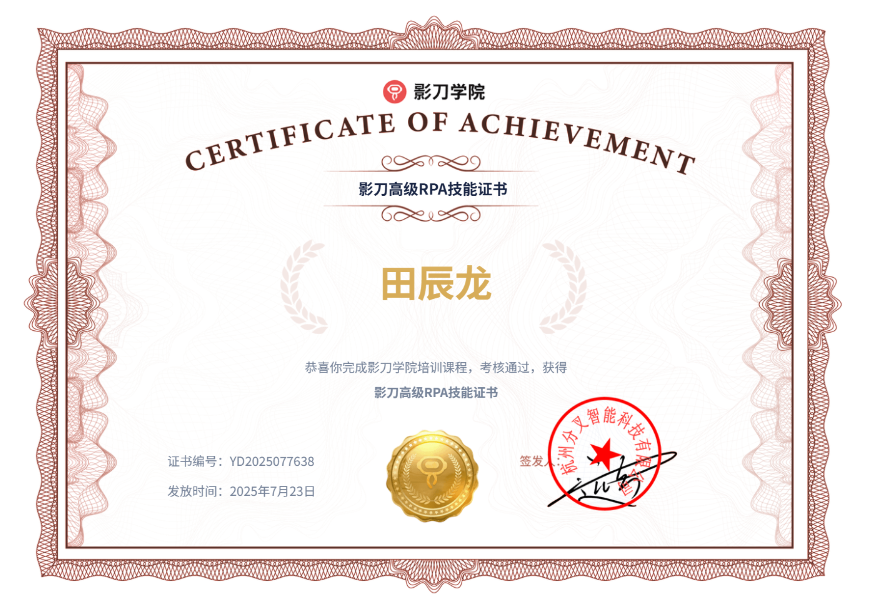 影刀学院
CERTIFICATE OF ACHIEVEMENT
影刀高级RPA技能证书
田辰龙
恭喜你完成影刀学院培训课程，考核通过，获得
影刀高级RPA技能证书
证书编号：YD2025077638
发放时间：2025年7月23日
签发人：
杭州分叉智能科技有限公司